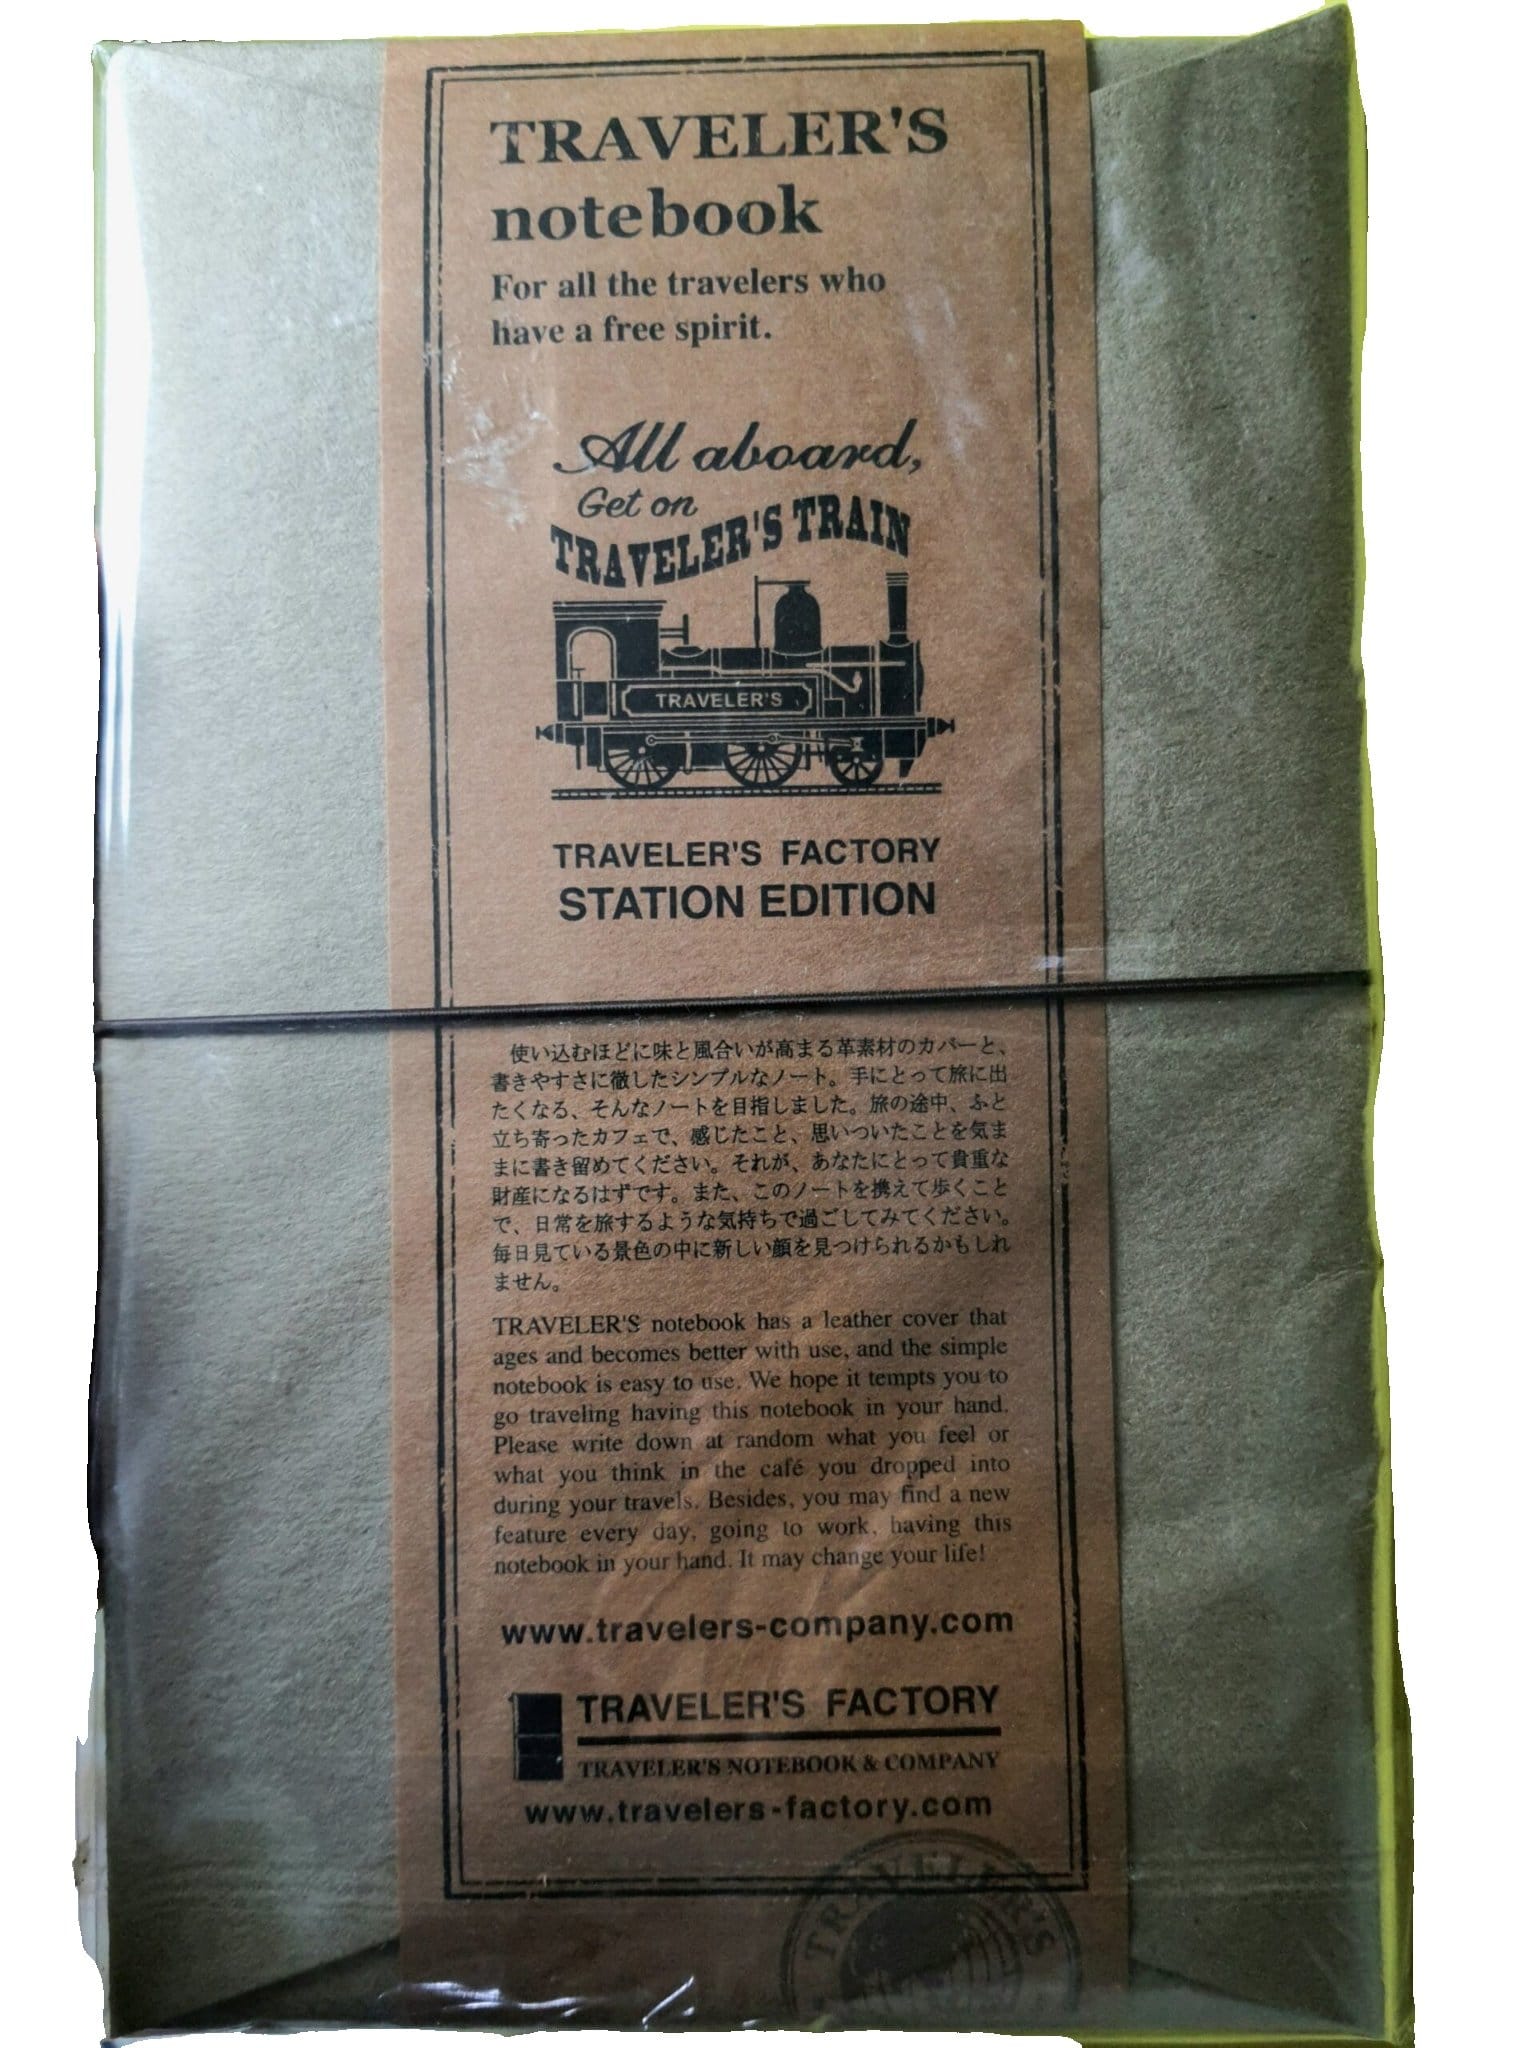 TRAVELER'S
notebook
For all the travelers who
have a free spirit.
All aboard,
Get on
TRAVELER'S TRAIN
TRAVELER'S
TRAVELER'S FACTORY
STATION EDITION
使い込むほどに味と風合いが高まる革素材のカバーと、
書きやすさに徹したシンプルなノート。手にとって旅に出
たくなる、そんなノートを目指しました。旅の途中、ふと
立ち寄ったカフェで、感じたこと、思いついたことを気ま
まに書き留めてください。それが、あなたにとって貴重な
財産になるはずです。また、このノートを携えて歩くこと
で、日常を旅するような気持ちで過ごしてみてください。
毎日見ている景色の中に新しい顔を見つけられるかもしれ
ません。
TRAVELER'S notebook has a leather cover that
ages and becomes better with use, and the simple
notebook is easy to use. We hope it tempts you to
go traveling having this notebook in your hand.
Please write down at random what you feel or
what you think in the café you dropped into
during your travels. Besides, you may find a new
feature every day, going to work, having this
notebook in your hand. It may change your life!
www.travelers-company.com
TRAVELER'S FACTORY
TRAVELER'S NOTEBOOK & COMPANY
www.travelers-factory.com
TRAVELER'S